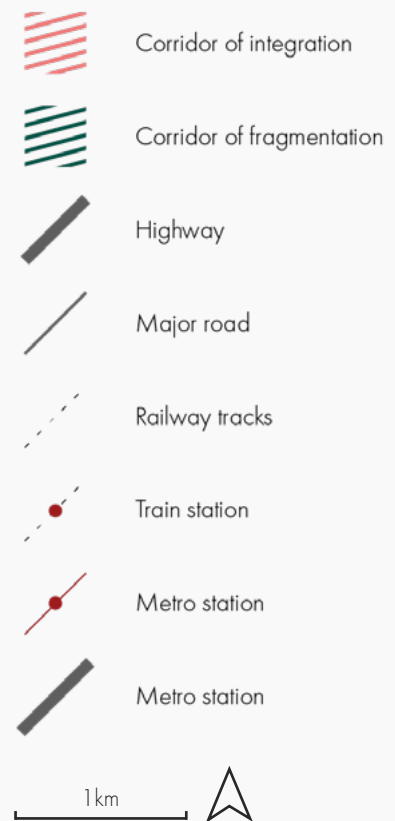 Corridor of integration
Corridor of fragmentation
Highway
Major road
Railway tracks
Train station
Metro station
Metro station
1km